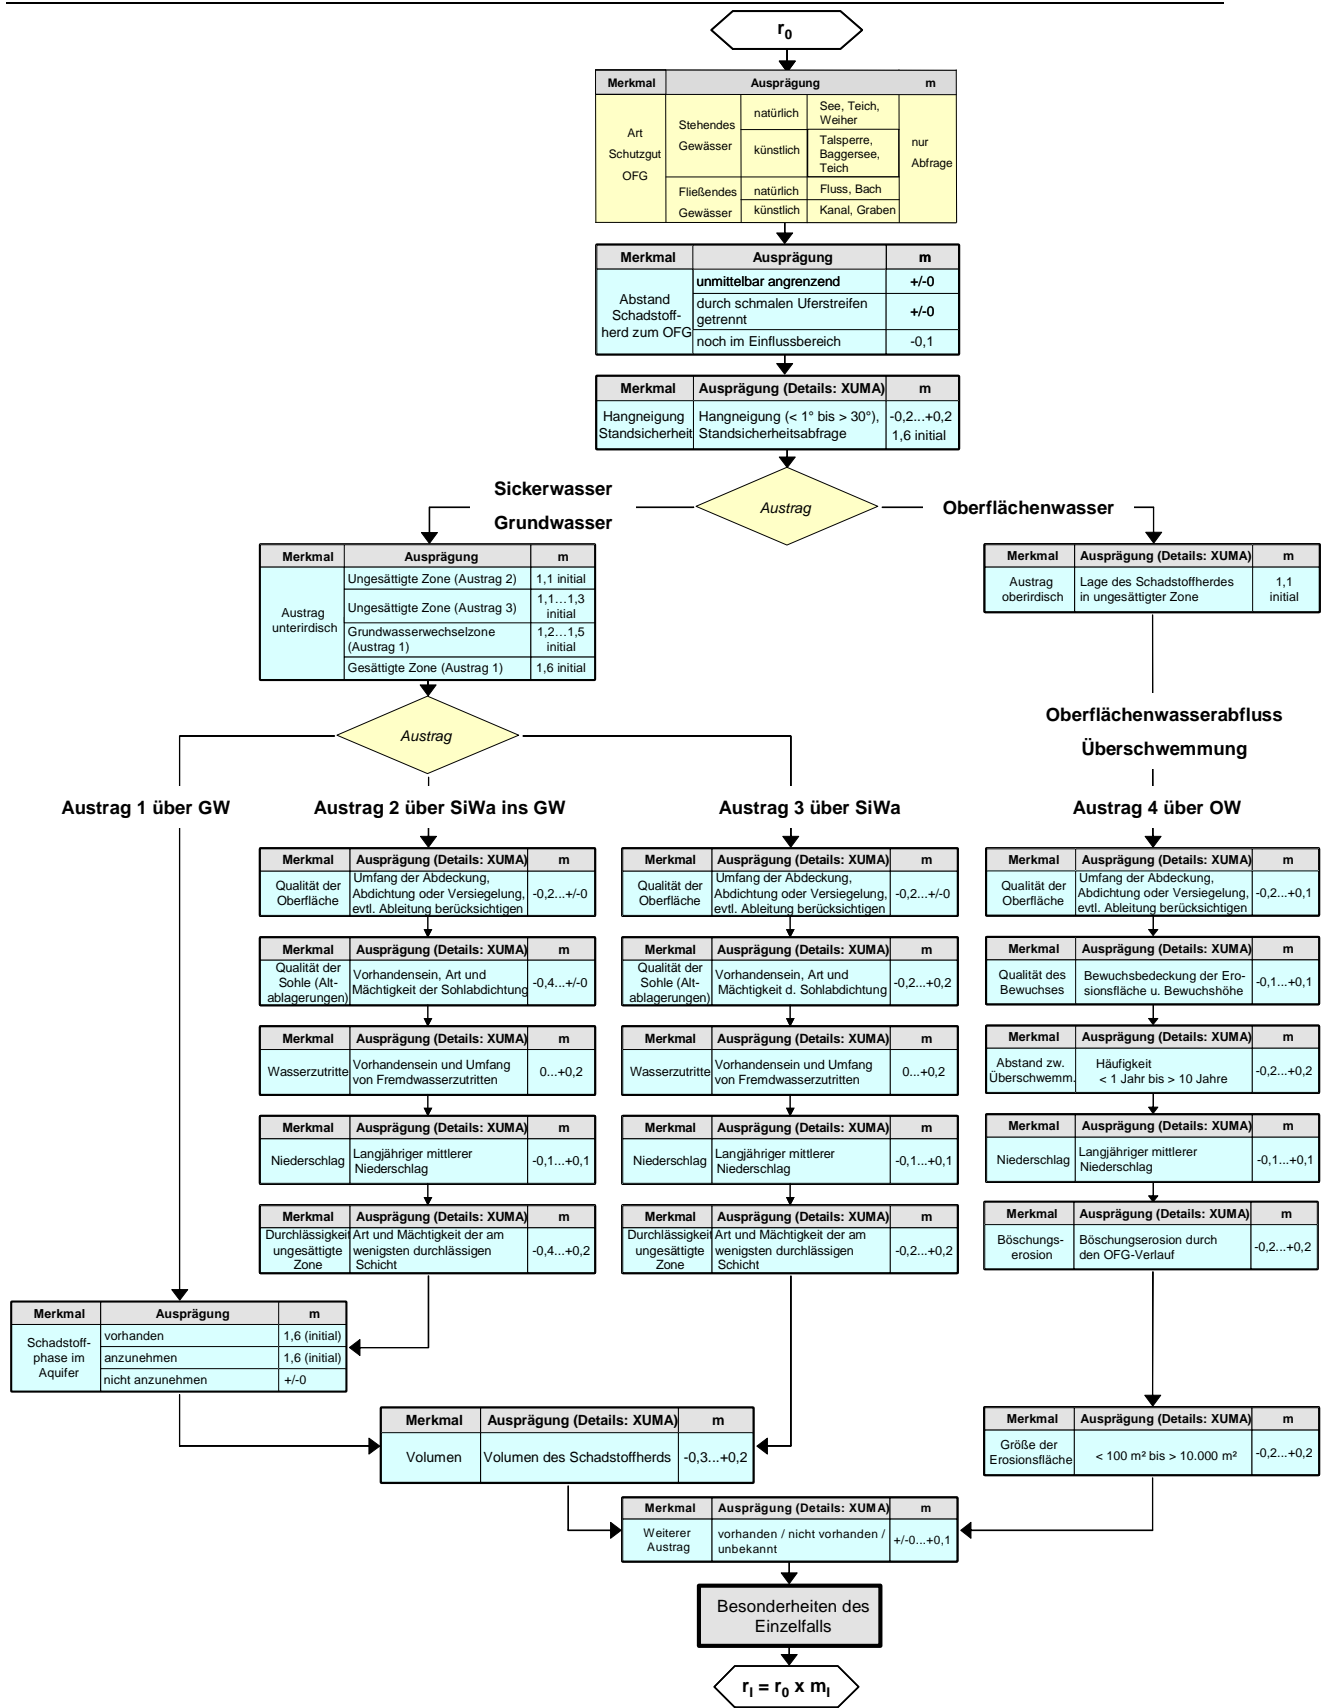 r0
Merkmal Ausprägung m
Art
Schutzgut
OFG
Stehendes
Gewässer
natürlich
See, Teich,
Weiher
künstlich
Talsperre,
Baggersee,
Teich
Fließendes
Gewässer
natürlich
Fluss, Bach
künstlich
Kanal, Graben
nur
Abfrage
Merkmal Ausprägung m
Abstand
Schadstoff-
herd zum OFG
unmittelbar angrenzend +/-0
durch schmalen Uferstreifen
getrennt
+/-0
noch im Einflussbereich -0,1
Merkmal Ausprägung (Details: XUMA) m
Hangneigung
Standsicherheit
Hangneigung (< 1° bis > 30°),
Standsicherheitsabfrage
-0,2...+0,2
1,6 initial
Austrag
Sickerwasser
Grundwasser
Oberflächenwasser
Merkmal Ausprägung m
Austrag
unterirdisch
Ungesättigte Zone (Austrag 2) 1,1 initial
Ungesättigte Zone (Austrag 3)
1,1…1,3
initial
Grundwasserwechselzone
(Austrag 1)
1,2…1,5
initial
Gesättigte Zone (Austrag 1) 1,6 initial
Merkmal Ausprägung (Details: XUMA) m
Austrag
oberirdisch
Lage des Schadstoffherdes
in ungesättigter Zone
1,1
initial
Austrag
Oberflächenwasserabfluss
Überschwemmung
Austrag 1 über GW
Austrag 2 über SiWa ins GW
Austrag 3 über SiWa
Austrag 4 über OW
Merkmal Ausprägung (Details: XUMA) m
Qualität der
Oberfläche
Umfang der Abdeckung,
Abdichtung oder Versiegelung,
evtl. Ableitung berücksichtigen
-0,2...+/-0
Merkmal Ausprägung (Details: XUMA) m
Qualität der
Sohle (Alt-
ablagerungen)
Vorhandensein, Art und
Mächtigkeit der Sohlabdichtung
-0,4...+/-0
Merkmal Ausprägung (Details: XUMA) m
Wasserzutritte
Vorhandensein und Umfang
von Fremdwasserzutritten
0...+0,2
Merkmal Ausprägung (Details: XUMA) m
Niederschlag
Langjähriger mittlerer
Niederschlag
-0,1...+0,1
Merkmal Ausprägung (Details: XUMA) m
Durchlässigkeit
ungesättigte
Zone
Art und Mächtigkeit der am
wenigsten durchlässigen
Schicht
-0,4...+0,2
Merkmal Ausprägung (Details: XUMA) m
Qualität der
Oberfläche
Umfang der Abdeckung,
Abdichtung oder Versiegelung,
evtl. Ableitung berücksichtigen
-0,2...+/-0
Merkmal Ausprägung (Details: XUMA) m
Qualität der
Sohle (Alt-
ablagerungen)
Vorhandensein, Art und
Mächtigkeit d. Sohlabdichtung
-0,2...+0,2
Merkmal Ausprägung (Details: XUMA) m
Wasserzutritte
Vorhandensein und Umfang
von Fremdwasserzutritten
0...+0,2
Merkmal Ausprägung (Details: XUMA) m
Niederschlag
Langjähriger mittlerer
Niederschlag
-0,1...+0,1
Merkmal Ausprägung (Details: XUMA) m
Durchlässigkeit
ungesättigte
Zone
Art und Mächtigkeit der am
wenigsten durchlässigen
Schicht
-0,2...+0,2
Merkmal Ausprägung (Details: XUMA) m
Qualität der
Oberfläche
Umfang der Abdeckung,
Abdichtung oder Versiegelung,
evtl. Ableitung berücksichtigen
-0,2...+0,1
Merkmal Ausprägung (Details: XUMA) m
Qualität des
Bewuchses
Bewuchsbedeckung der Ero-
sionsfläche u. Bewuchshöhe
-0,1...+0,1
Merkmal Ausprägung (Details: XUMA) m
Abstand zw.
Überschwemm.
Häufigkeit
< 1 Jahr bis > 10 Jahre
-0,2...+0,2
Merkmal Ausprägung (Details: XUMA) m
Niederschlag
Langjähriger mittlerer
Niederschlag
-0,1...+0,1
Merkmal Ausprägung (Details: XUMA) m
Böschungs-
erosion
Böschungserosion durch
den OFG-Verlauf
-0,2...+0,2
Merkmal Ausprägung m
Schadstoff-
phase im
Aquifer
vorhanden 1,6 (initial)
anzunehmen 1,6 (initial)
nicht anzunehmen +/-0
Merkmal Ausprägung (Details: XUMA) m
Volumen Volumen des Schadstoffherds -0,3...+0,2
Merkmal Ausprägung (Details: XUMA) m
Größe der
Erosionsfläche
< 100 m² bis > 10.000 m²
-0,2...+0,2
Merkmal Ausprägung (Details: XUMA) m
Weiterer
Austrag
vorhanden / nicht vorhanden /
unbekannt
+/-0...+0,1
Besonderheiten des
Einzelfalls
rI = r0 x mI